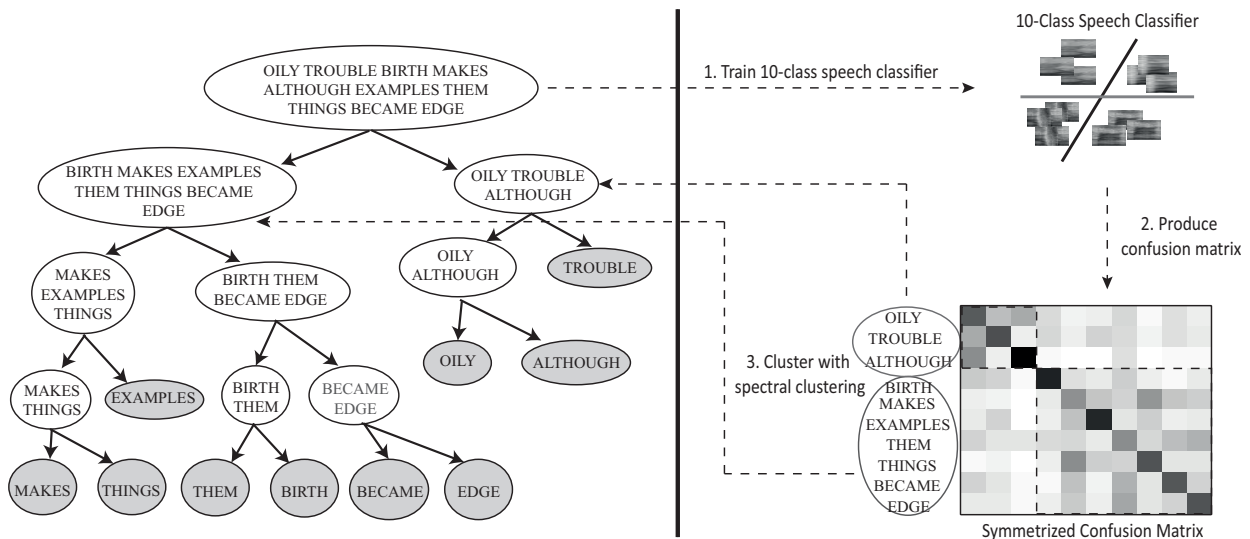 OILY TROUBLE BIRTH MAKES
ALTHOUGH EXAMPLES THEM
THINGS BECAME EDGE
BIRTH MAKES EXAMPLES
THEM THINGS BECAME
EDGE
OILY TROUBLE
ALTHOUGH
MAKES
EXAMPLES
THINGS
BIRTH THEM
BECAME EDGE
OILY
ALTHOUGH
TROUBLE
MAKES
THINGS
EXAMPLES
BIRTH
THEM
BECAME
EDGE
OILY
ALTHOUGH
MAKES
THINGS
THEM
BIRTH
BECAME
EDGE
10-Class Speech Classifier
1. Train 10-class speech classifier
2. Produce
confusion matrix
3. Cluster with
spectral clustering
OILY
TROUBLE
ALTHOUGH
BIRTH
MAKES
EXAMPLES
THEM
THINGS
BECAME
EDGE
Symmetrized Confusion Matrix